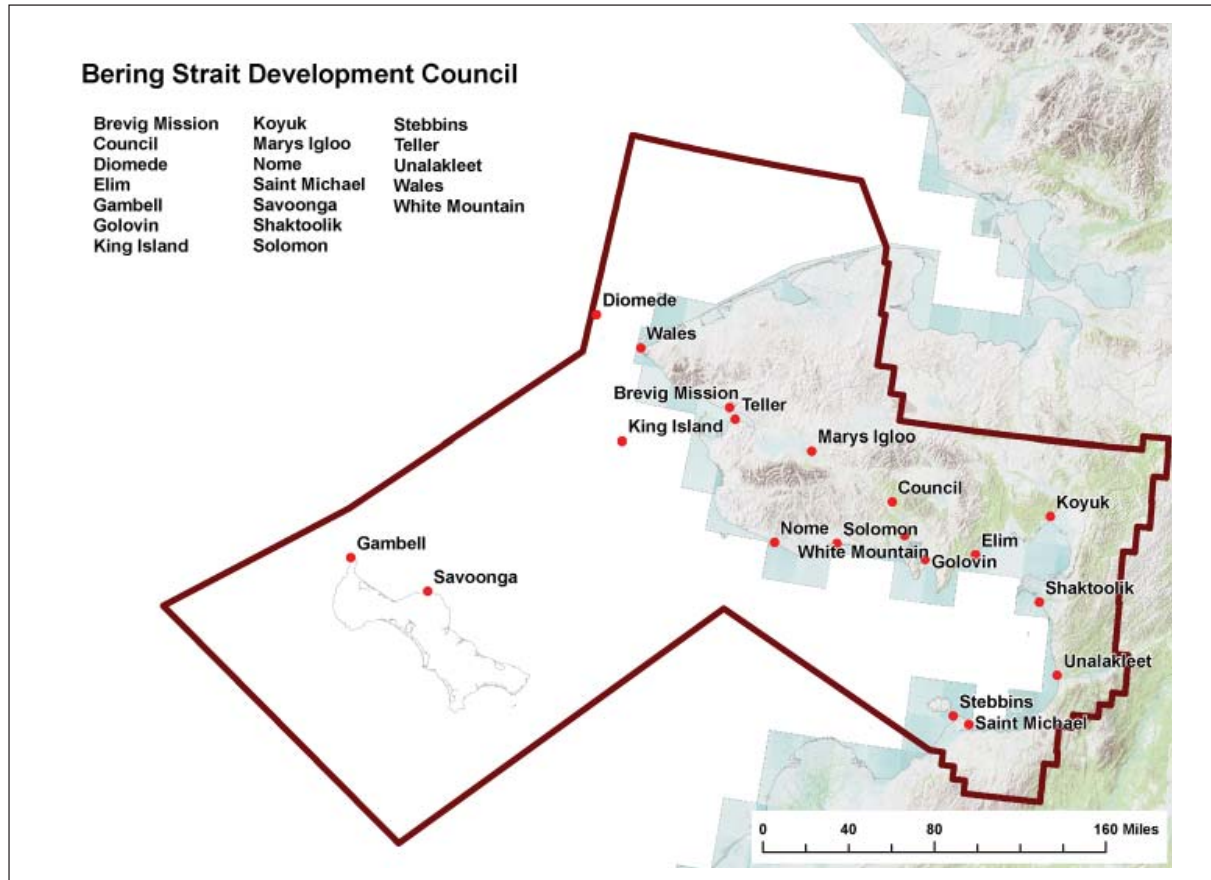 Bering Strait Development Council
Brevig Mission
Council
Diomede
Elim
Gambell
Golovin
King Island
Koyuk
Marys Igloo
Nome
Saint Michael
Savoonga
Shaktoolik
Solomon
Stebbins
Teller
Unalakleet
Wales
White Mountain
Diomede
Wales
Brevig Mission
Teller
King Island
Marys Igloo
Council
Koyuk
Nome
Solomon
Elim
White Mountain
Golovin
Gambell
Savoonga
Shaktoolik
Unalakleet
Stebbins
Saint Michael
0 40 80 160 Miles